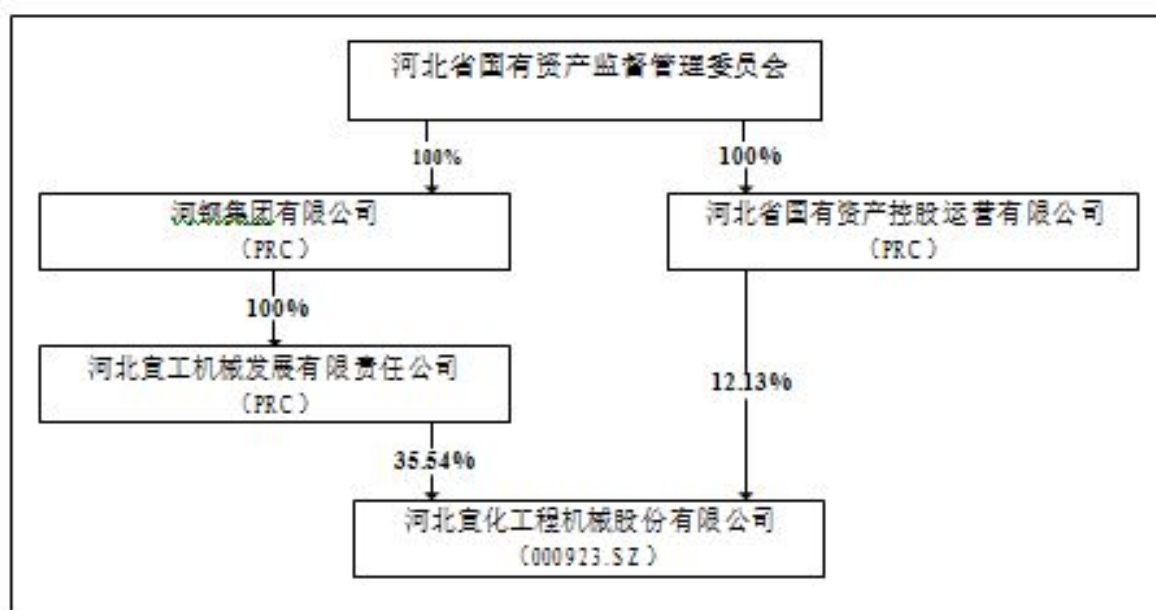 河北省国有资产监督管理委员会
100%
100%
河钢集团有限公司
(PRC)
河北省国有资产控股运营有限公司
(PRC)
100%
河北宣工机械发展有限责任公司
(PRC)
12.13%
35.54%
河北宣化工程机械股份有限公司
(000923.SZ)